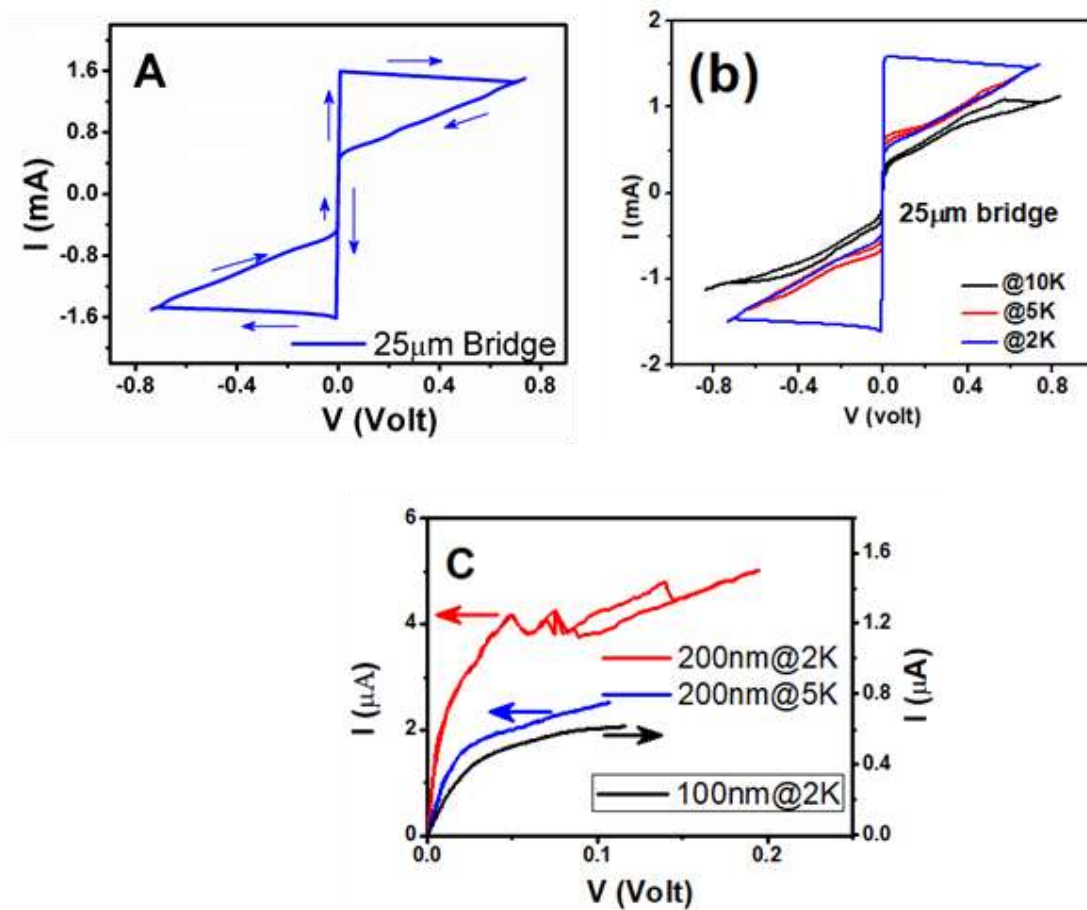 A
I (mA)
1.6
0.8
0.0
-0.8
-1.6
-0.8 -0.4 0.0 0.4 0.8
V (Volt)
25μm Bridge
(b)
I (mA)
2
1
0
-1
-2
-0.8 -0.4 0.0 0.4 0.8
V (volt)
25μm bridge
@10K
@5K
@2K
C
I (μA)
6
4
2
0
0.0 0.1 0.2
V (Volt)
200nm@2K
200nm@5K
100nm@2K
1.6
1.2
0.8
0.4
0.0
I (μA)